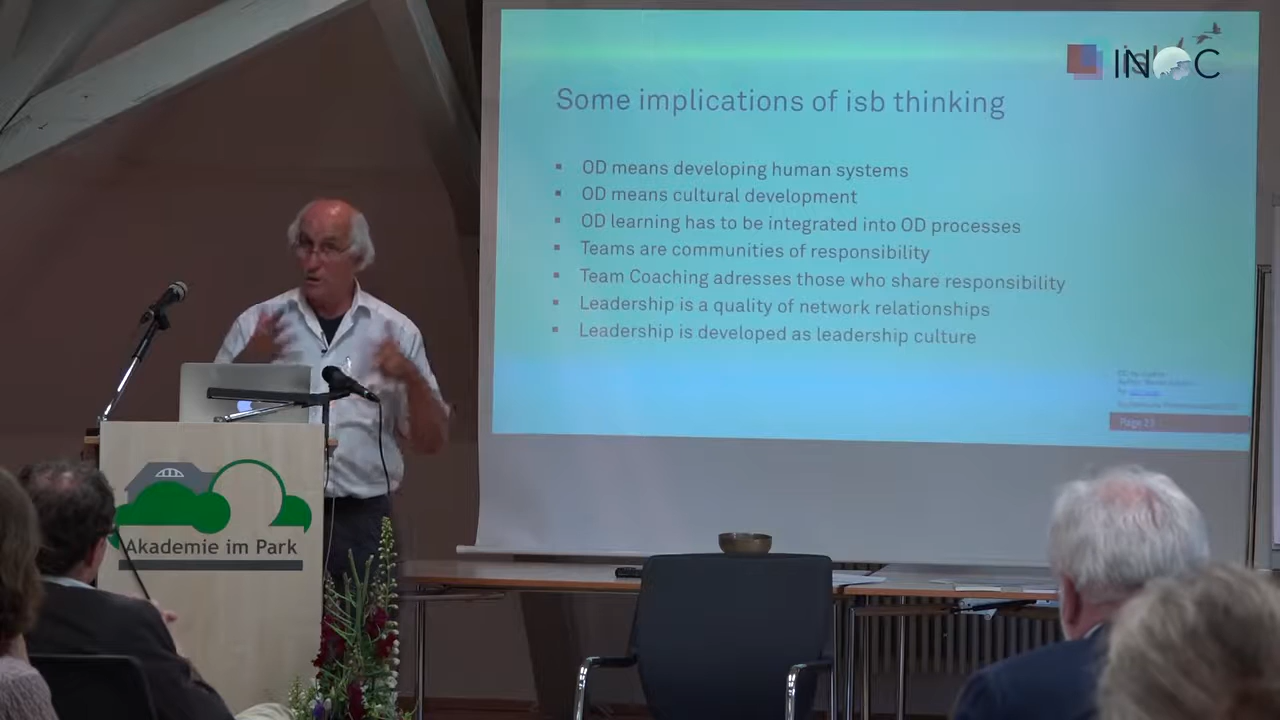 INOC
Some implications of isb thinking
OD means developing human systems
OD means cultural development
OD learning has to be integrated into OD processes
Teams are communities of responsibility
Team Coaching adresses those who share responsibility
Leadership is a quality of network relationships
Leadership is developed as leadership culture
Page 23
Akademie im Park